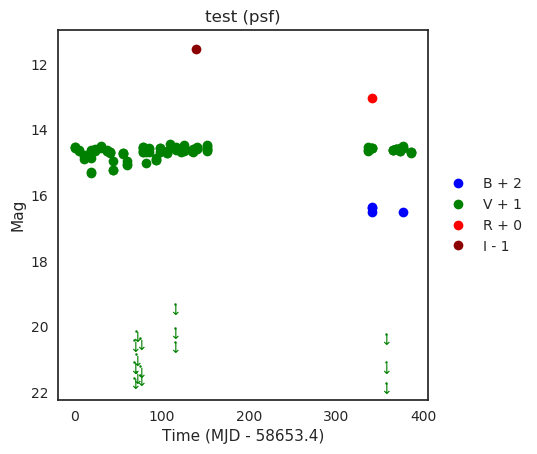 test (psf)
12
14
16
18
20
22
Mag
0
100
200
300
400
Time (MJD - 58653.4)
B + 2
V + 1
R + 0
I - 1